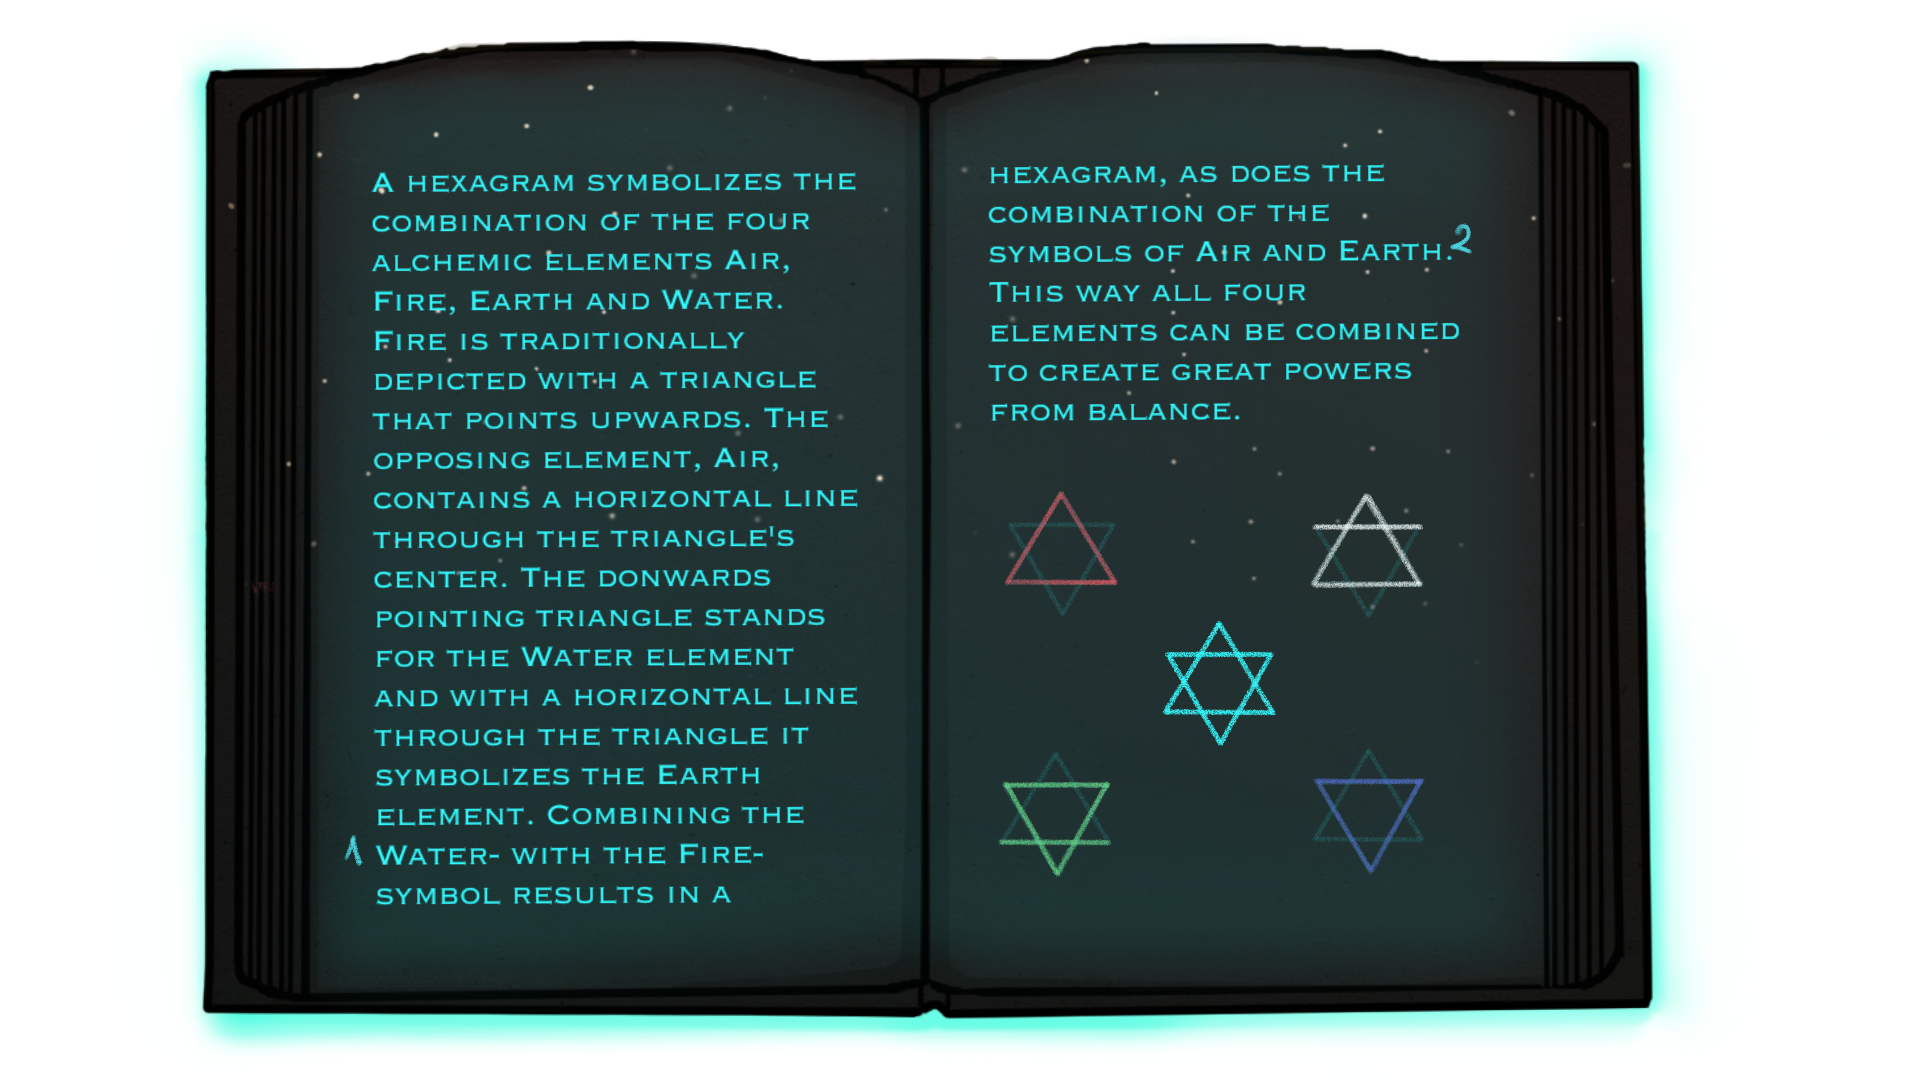 A HEXAGRAM SYMBOLIZES THE
COMBINATION OF THE FOUR
ALCHEMIC ELEMENTS AIR,
FIRE, EARTH AND WATER.
FIRE IS TRADITIONALLY
DEPICTED WITH A TRIANGLE
THAT POINTS UPWARDS. THE
OPPOSING ELEMENT, AIR,
CONTAINS A HORIZONTAL LINE
THROUGH THE TRIANGLE'S
CENTER. THE DONWARDS
POINTING TRIANGLE STANDS
FOR THE WATER ELEMENT
AND WITH A HORIZONTAL LINE
THROUGH THE TRIANGLE IT
SYMBOLIZES THE EARTH
ELEMENT. COMBINING THE
1 WATER- WITH THE FIRE-
SYMBOL RESULTS IN A
HEXAGRAM, AS DOES THE
COMBINATION OF THE
SYMBOLS OF AIR AND EARTH.2
THIS WAY ALL FOUR
ELEMENTS CAN BE COMBINED
TO CREATE GREAT POWERS
FROM BALANCE.